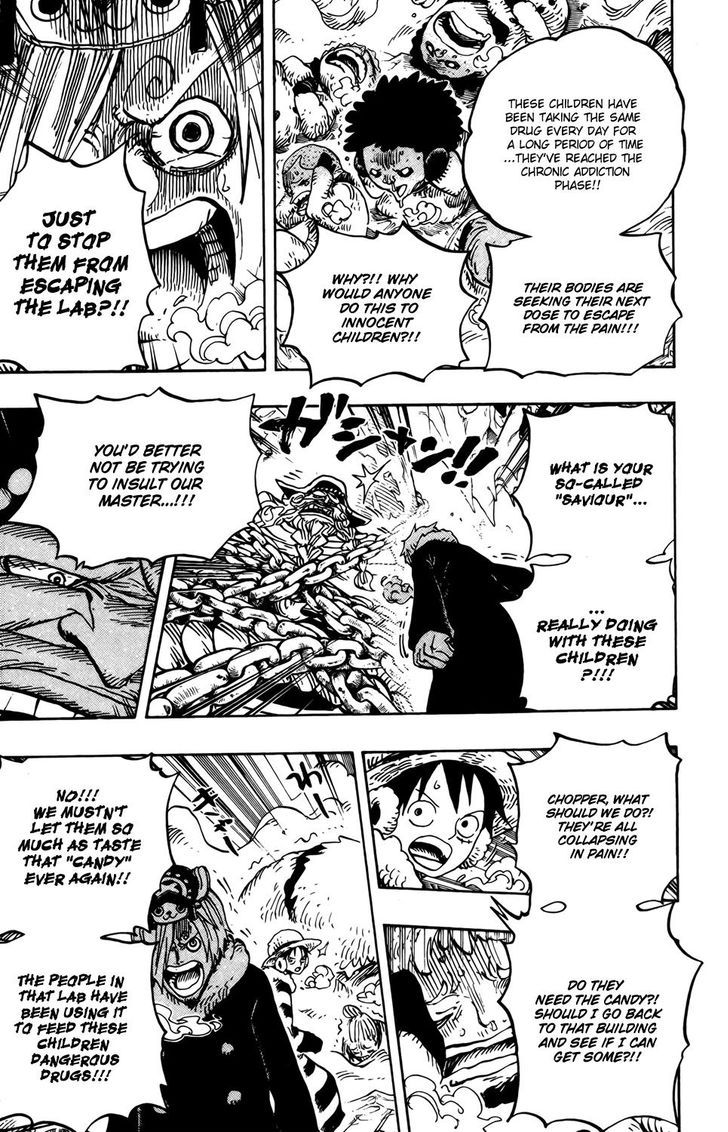 THESE CHILDREN HAVE
BEEN TAKING THE SAME
DRUG EVERY DAY FOR
A LONG PERIOD OF TIME
...THEY'VE REACHED THE
CHRONIC ADDICTION
PHASE!!
THEIR BODIES ARE
SEEKING THEIR NEXT
DOSE TO ESCAPE
FROM THE PAIN!!!
WHY?!! WHY
WOULD ANYONE
DO THIS TO
INNOCENT
CHILDREN?!!
JUST
TO STOP
THEM FROM
ESCAPING
THE LAB?!!
WHAT IS YOUR
SO-CALLED
"SAVIOUR"...
...
REALLY DOING
WITH THESE
CHILDREN
?!!!
ガシャン!!
YOU'D BETTER
NOT BE TRYING
TO INSULT OUR
MASTER...!!!
CHOPPER, WHAT
SHOULD WE DO?!
THEY'RE ALL
COLLAPSING
IN PAIN!!
DO THEY
NEED THE CANDY?!
SHOULD I GO BACK
TO THAT BUILDING
AND SEE IF I CAN
GET SOME?!!
NO!!!
WE MUSTN'T
LET THEM SO
MUCH AS TASTE
THAT "CANDY"
EVER AGAIN!!
THE PEOPLE IN
THAT LAB HAVE
BEEN USING IT
TO FEED THESE
CHILDREN
DANGEROUS
DRUGS!!!